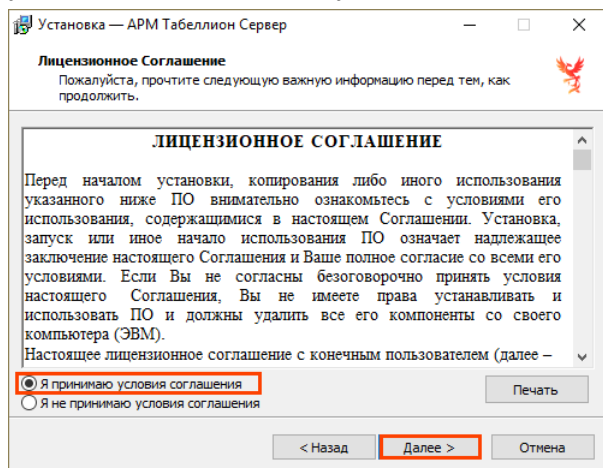 Установка — АРМ Табеллион Сервер
Лицензионное Соглашение
Пожалуйста, прочтите следующую важную информацию перед тем, как
продолжить.
ЛИЦЕНЗИОННОЕ СОГЛАШЕНИЕ
Перед началом установки, копирования либо иного использования
указанного ниже ПО внимательно ознакомьтесь с условиями его
использования, содержащимися в настоящем Соглашении. Установка,
запуск или иное начало использования ПО означает надлежащее
заключение настоящего Соглашения и Ваше полное согласие со всеми его
условиями. Если Вы не согласны безоговорочно принять условия
настоящего Соглашения, Вы не имеете права устанавливать и
использовать ПО и должны удалить все его компоненты со своего
компьютера (ЭВМ).
Настоящее лицензионное соглашение с конечным пользователем (далее –
Я принимаю условия соглашения
Я не принимаю условия соглашения
Печать
< Назад
Далее >
Отмена